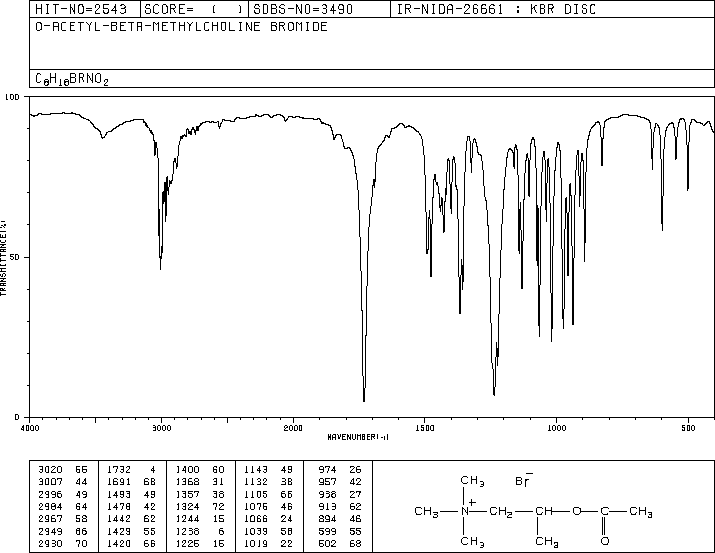 HIT-NO=2543 SCORE= ( ) SDBS-NO=3490 IR-NIDA-26661 : KBR DISC
O-ACETYL-BETA-METHYLCHOLINE BROMIDE
C8H18BRNO2
100
50
0
TRANSMITTANCE(%)
4000 3000 2000 1500 1000 500
WAVENUMBER(-1)
3020 66 1732 4 1400 60 1143 49 974 26
3007 44 1691 68 1368 31 1132 38 957 42
2996 49 1493 49 1357 38 1105 66 938 27
2984 64 1478 42 1324 72 1076 46 913 62
2967 58 1442 62 1244 15 1066 24 894 46
2949 66 1429 55 1238 6 1039 58 599 55
2930 70 1420 66 1225 15 1019 22 502 68
CH3 Br−
+
CH3 N CH2 CH O C CH3
CH3 CH3 O